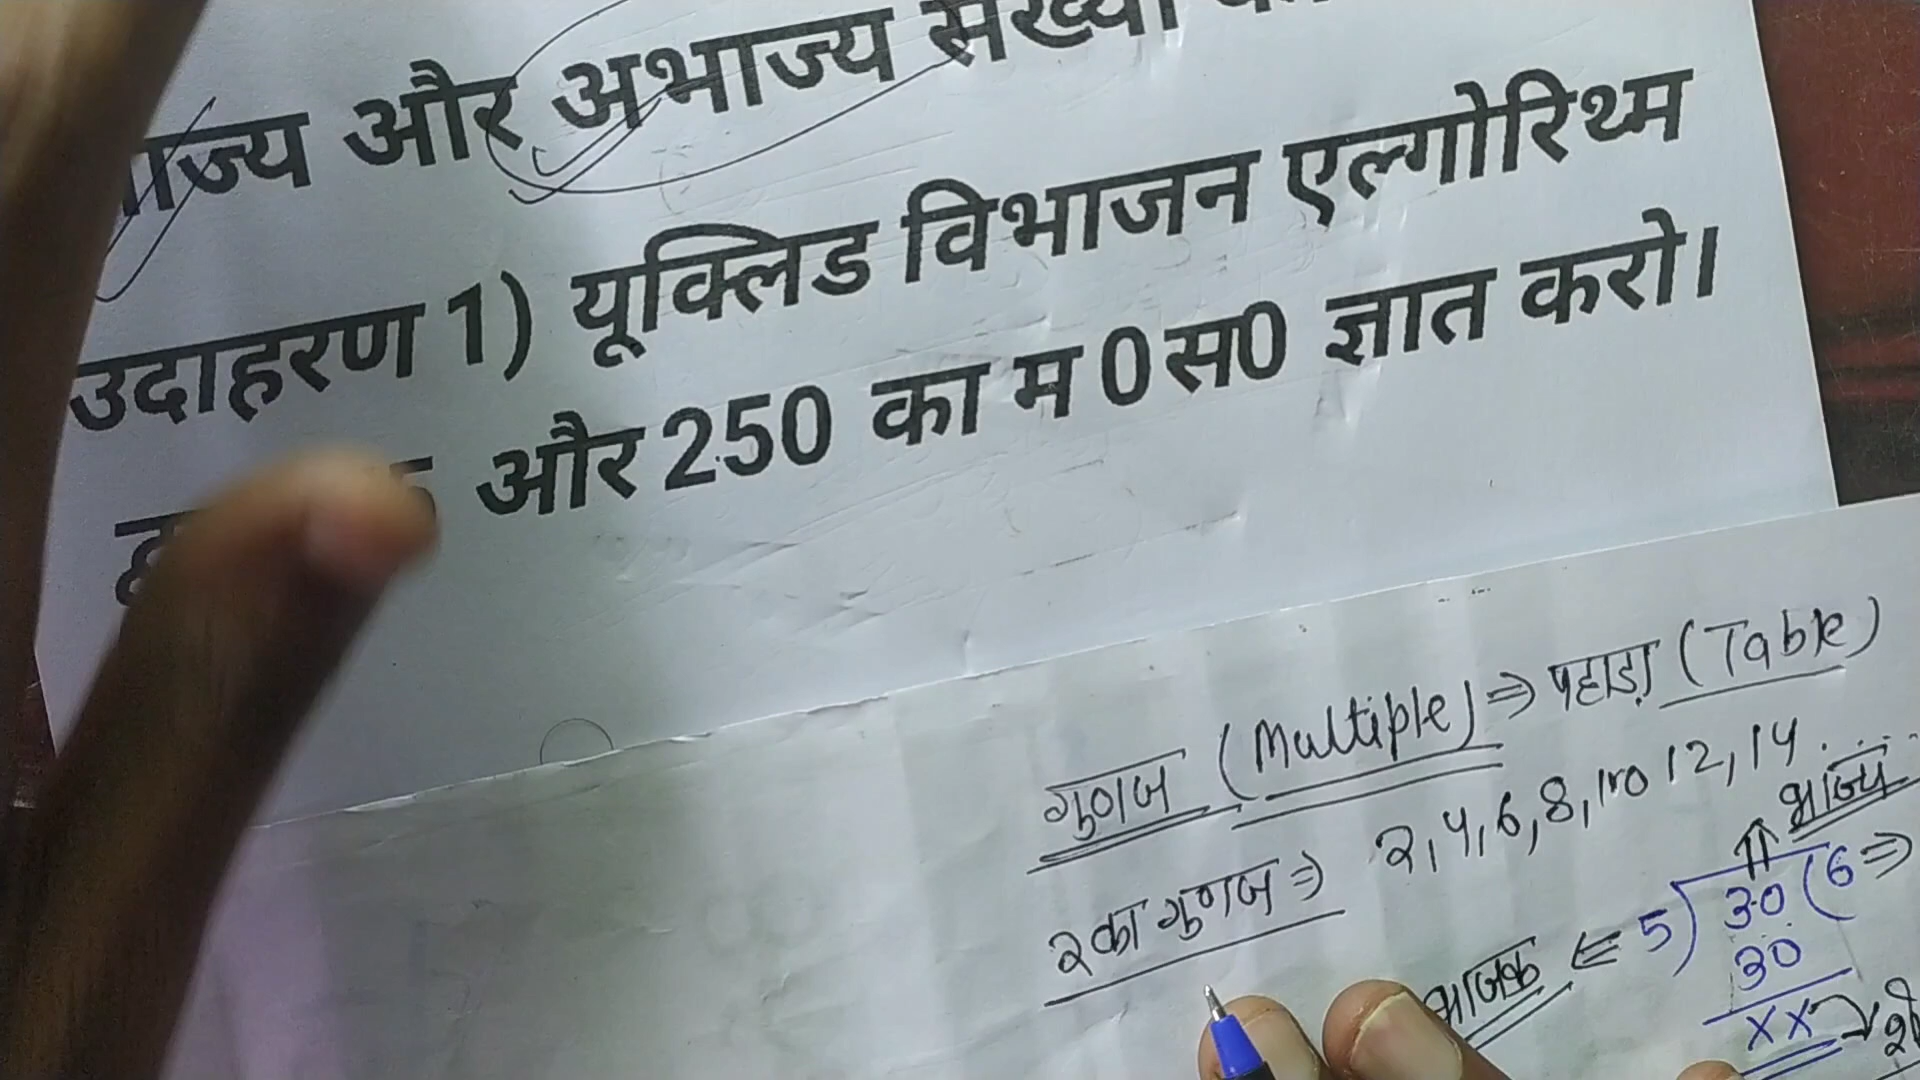 और अभाज्य संख्या
उदाहरण 1) यूक्लिड विभाजन एल्गोरिथ्म
और 250 का म0स0 ज्ञात करो।
गुणज (Multiple) ⇒ पहाड़ा (Table)
2 का गुणज ⇒ 2,4,6,8,10 12,14.....
भाज्य
भाजक ⇐ 5) 30 (6 ⇒
30
xx